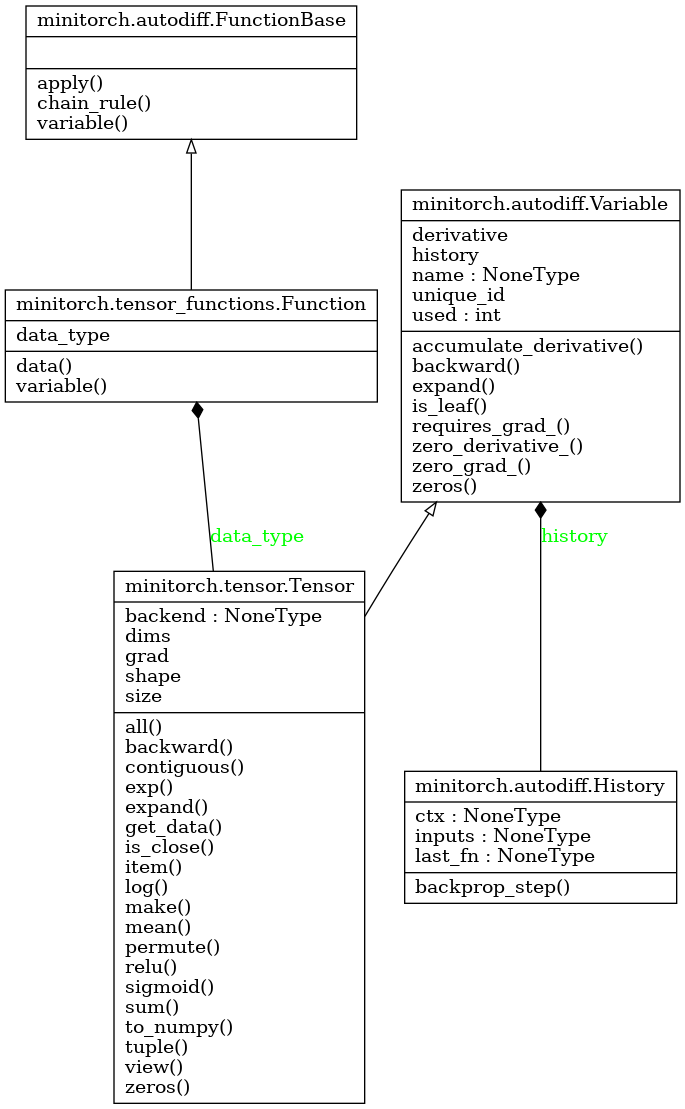 minitorch.autodiff.FunctionBase
apply()
chain_rule()
variable()
minitorch.autodiff.Variable
derivative
history
name : NoneType
unique_id
used : int
accumulate_derivative()
backward()
expand()
is_leaf()
requires_grad_()
zero_derivative_()
zero_grad_()
zeros()
minitorch.tensor_functions.Function
data_type
data()
variable()
data_type
history
minitorch.tensor.Tensor
backend : NoneType
dims
grad
shape
size
all()
backward()
contiguous()
exp()
expand()
get_data()
is_close()
item()
log()
make()
mean()
permute()
relu()
sigmoid()
sum()
to_numpy()
tuple()
view()
zeros()
minitorch.autodiff.History
ctx : NoneType
inputs : NoneType
last_fn : NoneType
backprop_step()